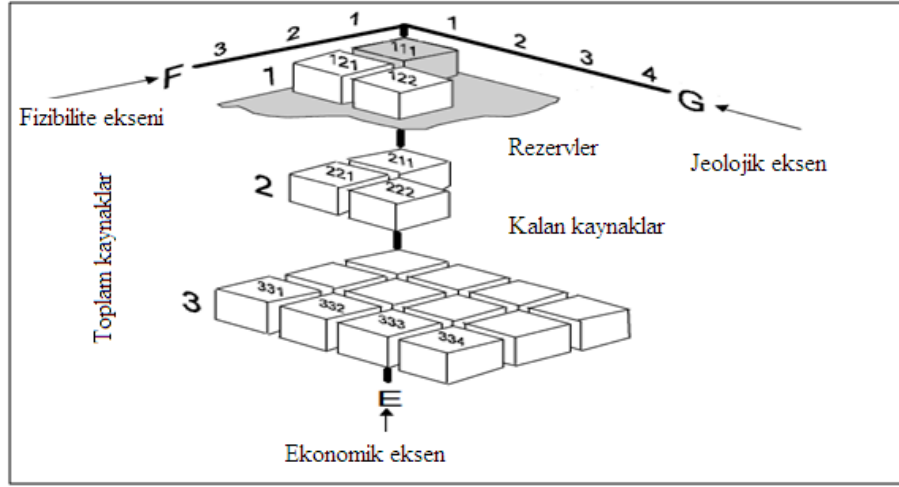 1
2
3
F
1
2
3
4
G
Fizibilite ekseni
Jeolojik eksen
Toplam kaynaklar
1
111
121
122
Rezervler
2
211
221
222
Kalan kaynaklar
3
331
332
333
334
E
Ekonomik eksen